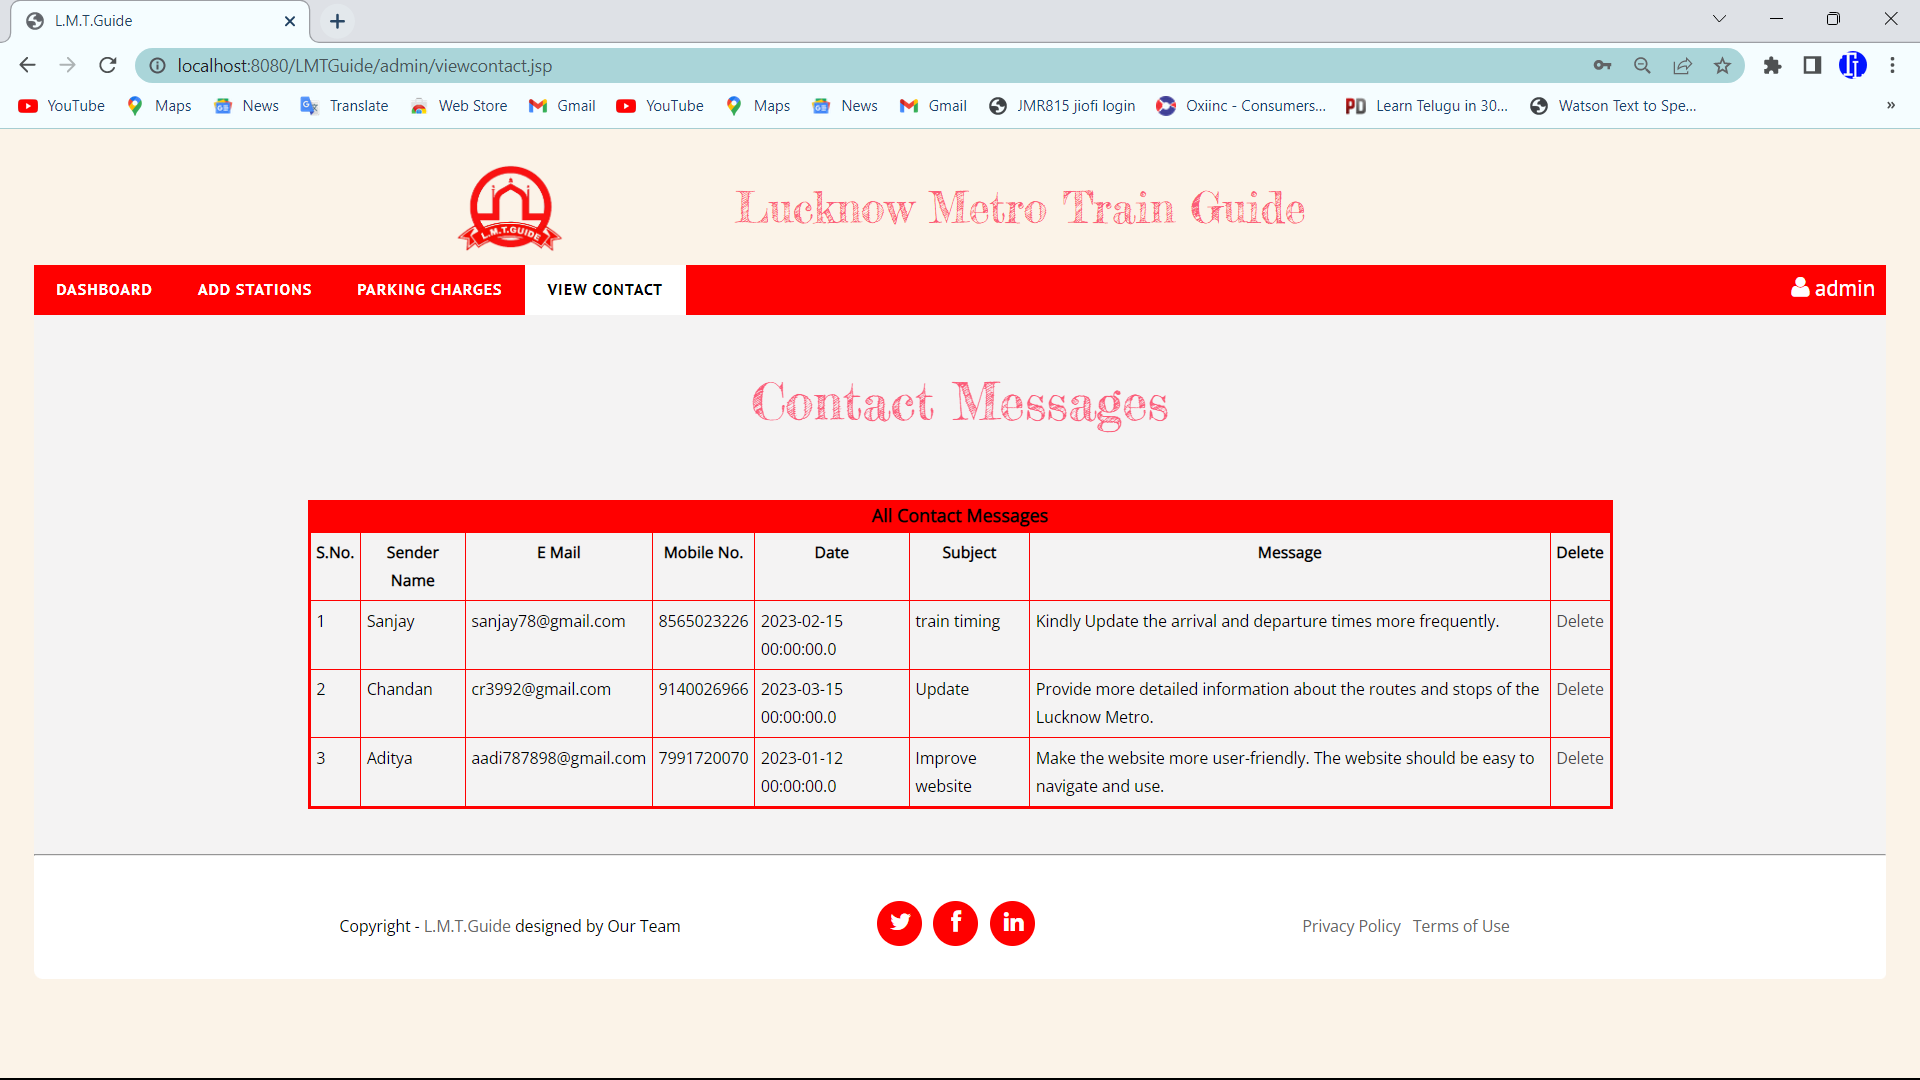 L.M.T.Guide
localhost:8080/LMTGuide/admin/viewcontact.jsp
YouTube Maps News Translate Web Store Gmail YouTube Maps News Gmail JMR815 jiofi login Oxiinc - Consumers... PD Learn Telugu in 30... Watson Text to Spe... »
L.M.T.GUIDE
Lucknow Metro Train Guide
DASHBOARD ADD STATIONS PARKING CHARGES VIEW CONTACT admin
Contact Messages
All Contact Messages
S.No. Sender Name E Mail Mobile No. Date Subject Message Delete
1 Sanjay sanjay78@gmail.com 8565023226 2023-02-15 00:00:00.0 train timing Kindly Update the arrival and departure times more frequently. Delete
2 Chandan cr3992@gmail.com 9140026966 2023-03-15 00:00:00.0 Update Provide more detailed information about the routes and stops of the Lucknow Metro. Delete
3 Aditya aadi787898@gmail.com 7991720070 2023-01-12 00:00:00.0 Improve website Make the website more user-friendly. The website should be easy to navigate and use. Delete
Copyright - L.M.T.Guide designed by Our Team
Privacy Policy Terms of Use